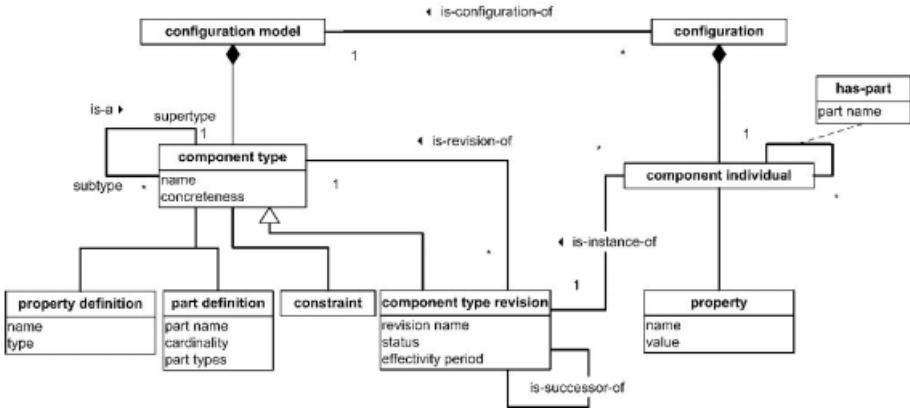 ◄ is-configuration-of
configuration model
configuration
1
*
is-a ►
supertype
1
has-part
part name
◄ is-revision-of
component type
name
concreteness
subtype
*
1
*
1
component individual
*
◄ is-instance-of
*
1
property definition
name
type
part definition
part name
cardinality
part types
constraint
component type revision
revision name
status
effectivity period
property
name
value
is-successor-of